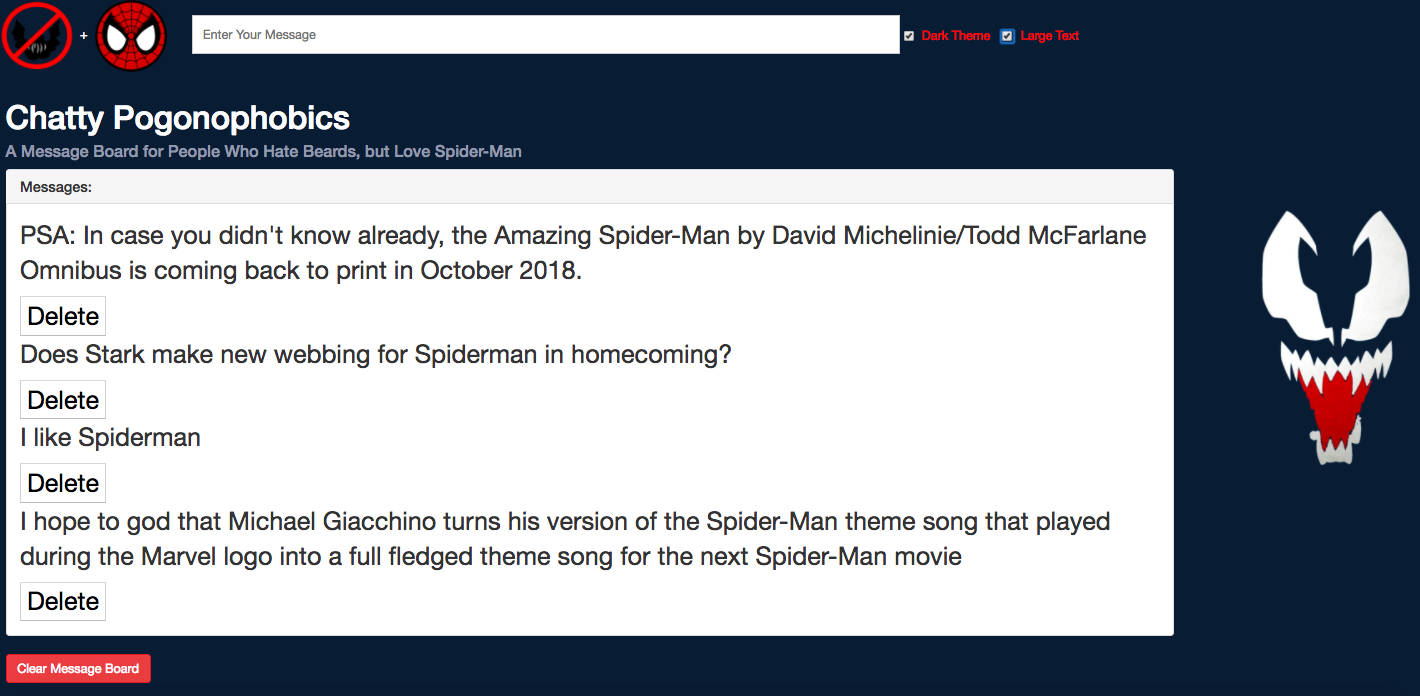 +
Enter Your Message
Dark Theme
Large Text
Chatty Pogonophobics
A Message Board for People Who Hate Beards, but Love Spider-Man
Messages:
PSA: In case you didn't know already, the Amazing Spider-Man by David Michelinie/Todd McFarlane
Omnibus is coming back to print in October 2018.
Delete
Does Stark make new webbing for Spiderman in homecoming?
Delete
I like Spiderman
Delete
I hope to god that Michael Giacchino turns his version of the Spider-Man theme song that played
during the Marvel logo into a full fledged theme song for the next Spider-Man movie
Delete
Clear Message Board